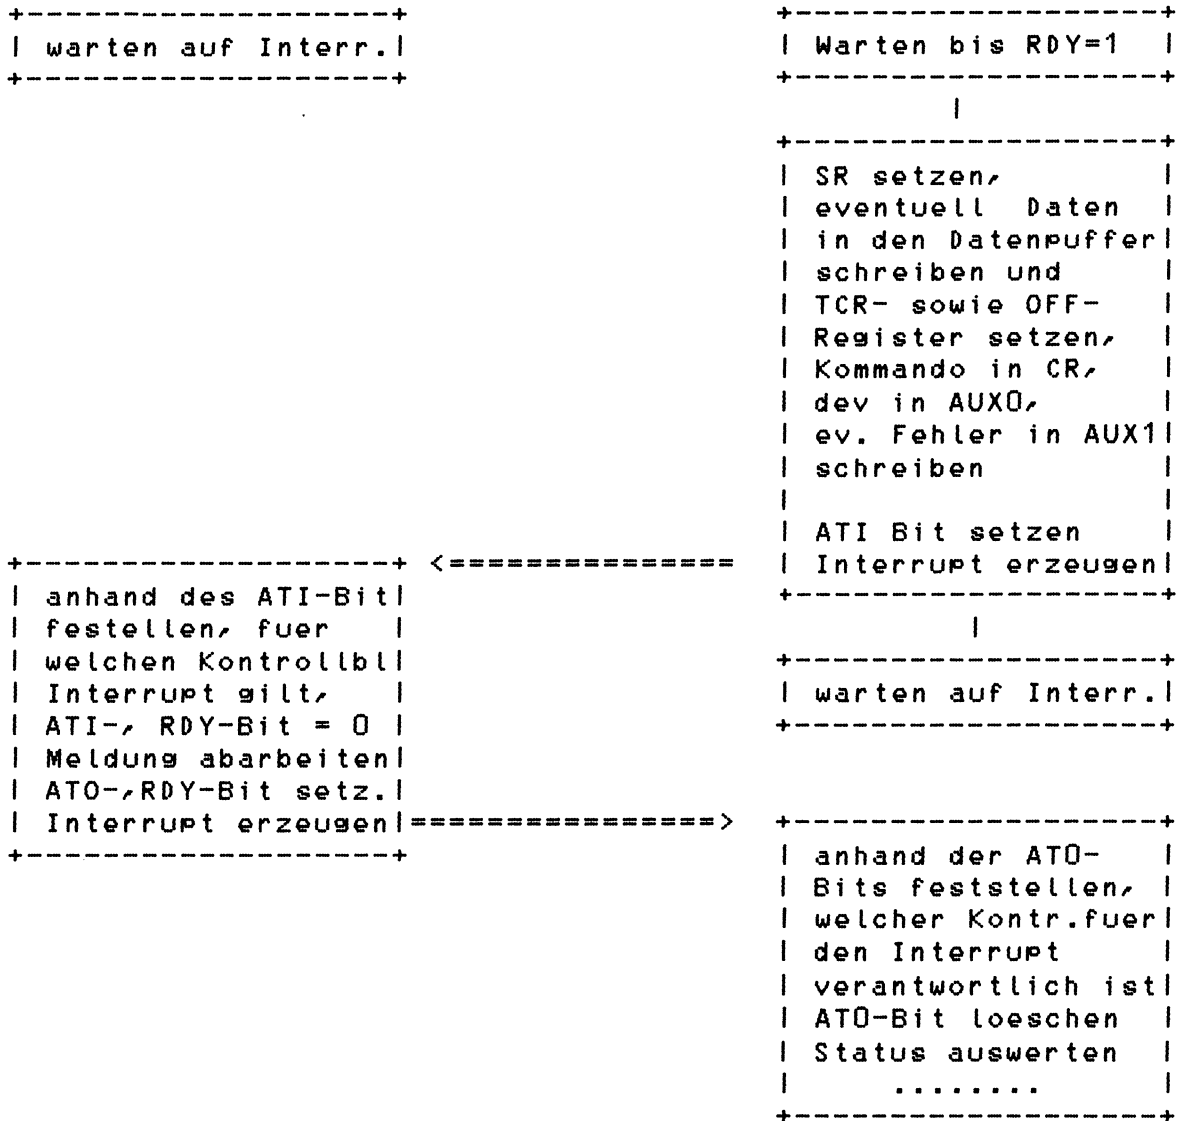 +-------------------+                   +-------------------+
| warten auf Interr.|                   | Warten bis RDY=1  |
+-------------------+                   +-------------------+
                                                 |
                                        +-------------------+
                                        | SR setzen,        |
                                        | eventuell  Daten  |
                                        | in den Datenpuffer|
                                        | schreiben und     |
                                        | TCR- sowie OFF-   |
                                        | Register setzen,  |
                                        | Kommando in CR,   |
                                        | dev in AUX0,      |
                                        | ev. Fehler in AUX1|
                                        | schreiben         |
                                        |                   |
                                        | ATI Bit setzen    |
+-------------------+ <===============  | Interrupt erzeugen|
| anhand des ATI-Bit|                   +-------------------+
| festellen, fuer   |                             |
| welchen Kontrollbl|                   +-------------------+
| Interrupt gilt,   |                   | warten auf Interr.|
| ATI-, RDY-Bit = 0 |                   +-------------------+
| Meldung abarbeiten|
| ATO-,RDY-Bit setz.|
| Interrupt erzeugen|================>  +-------------------+
+-------------------+                   | anhand der ATO-   |
                                        | Bits feststellen, |
                                        | welcher Kontr.fuer|
                                        | den Interrupt     |
                                        | verantwortlich ist|
                                        | ATO-Bit loeschen  |
                                        | Status auswerten  |
                                        |     ........      |
                                        +-------------------+